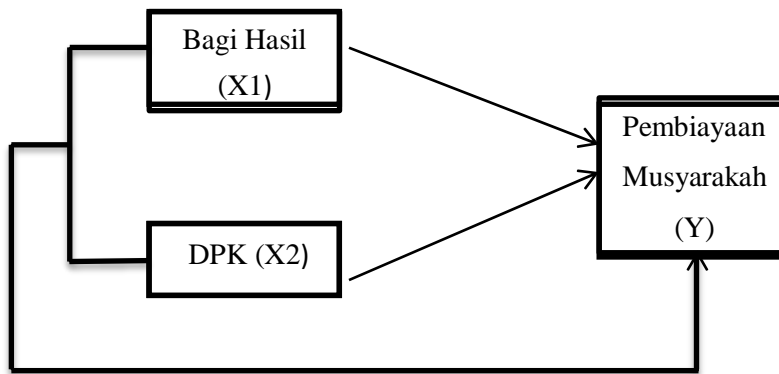 Bagi Hasil
(X1)
DPK (X2)
Pembiayaan
Musyarakah
(Y)